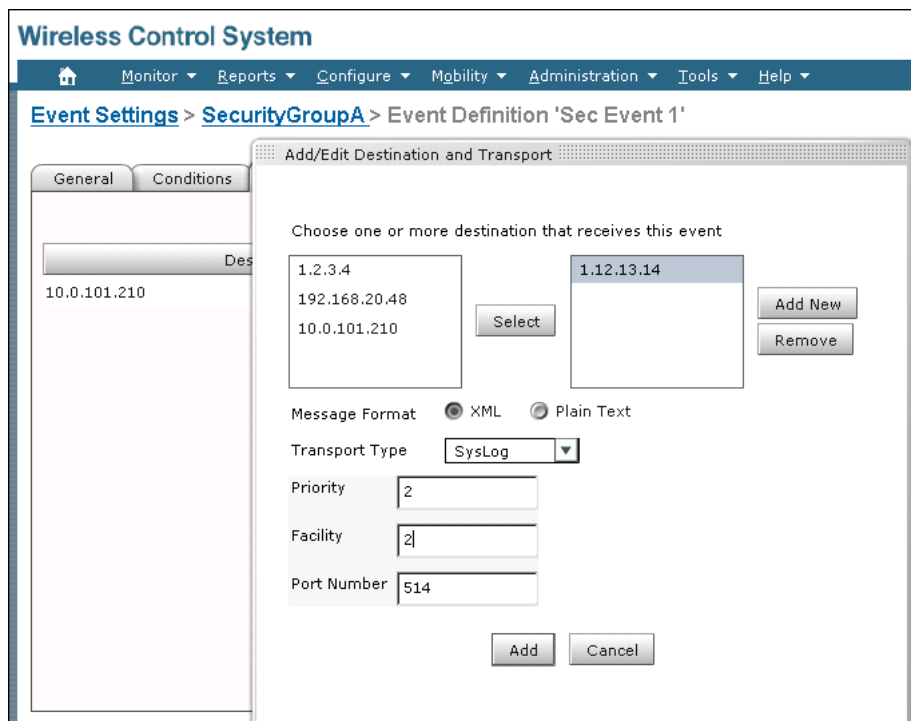 Wireless Control System
Monitor Reports Configure Mobility Administration Tools Help
Event Settings > SecurityGroupA > Event Definition 'Sec Event 1'
Add/Edit Destination and Transport
General Conditions
Choose one or more destination that receives this event
Des
10.0.101.210
1.2.3.4
192.168.20.48
10.0.101.210
Select
1.12.13.14
Add New
Remove
Message Format XML Plain Text
Transport Type SysLog
Priority 2
Facility 2
Port Number 514
Add Cancel